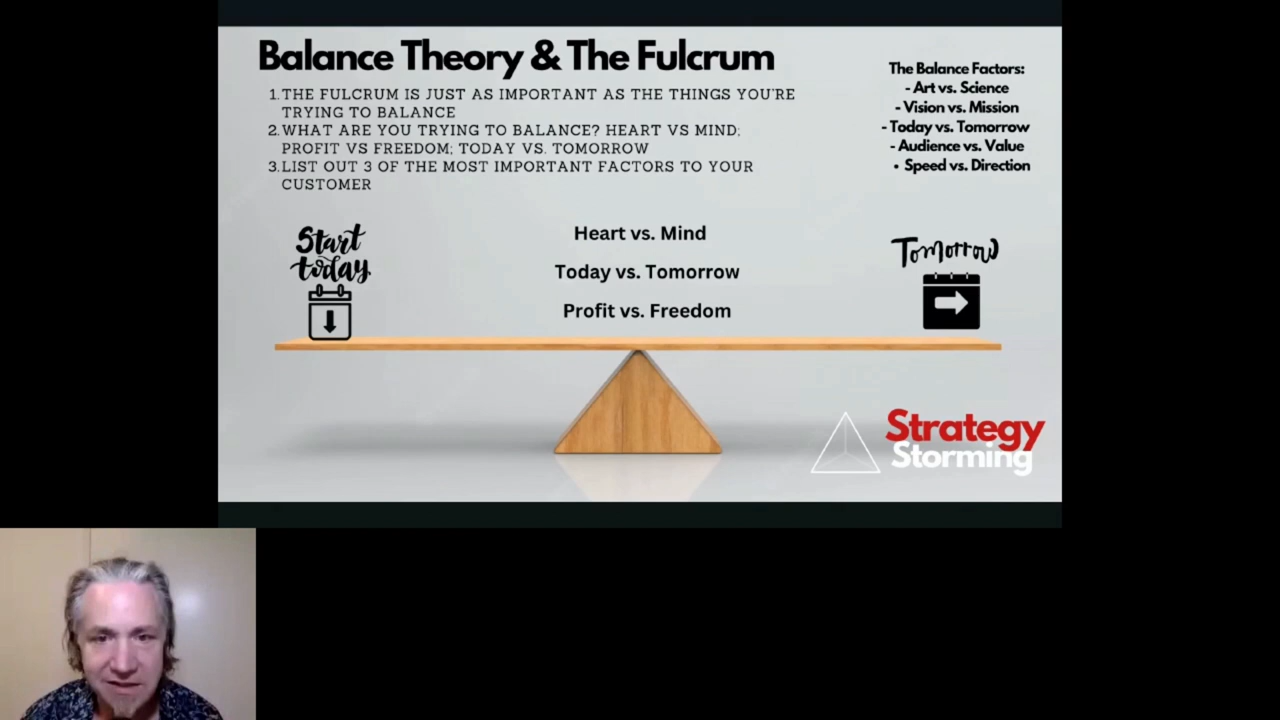 Balance Theory & The Fulcrum
1. THE FULCRUM IS JUST AS IMPORTANT AS THE THINGS YOU'RE
TRYING TO BALANCE
2. WHAT ARE YOU TRYING TO BALANCE? HEART VS MIND;
PROFIT VS FREEDOM; TODAY VS. TOMORROW
3. LIST OUT 3 OF THE MOST IMPORTANT FACTORS TO YOUR
CUSTOMER
The Balance Factors:
- Art vs. Science
- Vision vs. Mission
- Today vs. Tomorrow
- Audience vs. Value
• Speed vs. Direction
Start
today
Heart vs. Mind
Today vs. Tomorrow
Profit vs. Freedom
Tomorrow
Strategy
Storming